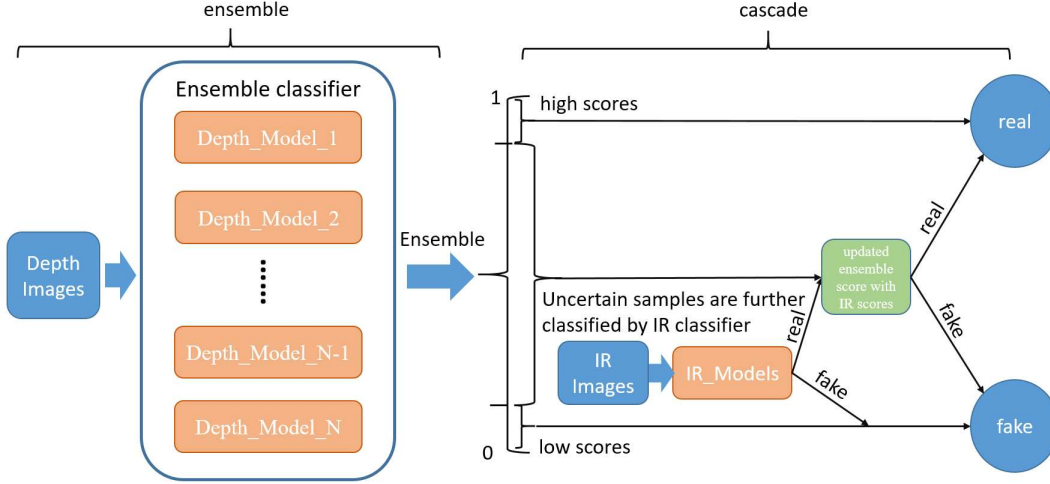 ensemble
cascade
Ensemble classifier
Depth_Model_1
Depth_Model_2
Depth_Model_N-1
Depth_Model_N
Depth
Images
Ensemble
1
high scores
real
updated
ensemble
score with
IR scores
real
fake
Uncertain samples are further
classified by IR classifier
IR
Images
IR_Models
real
fake
0
low scores
fake